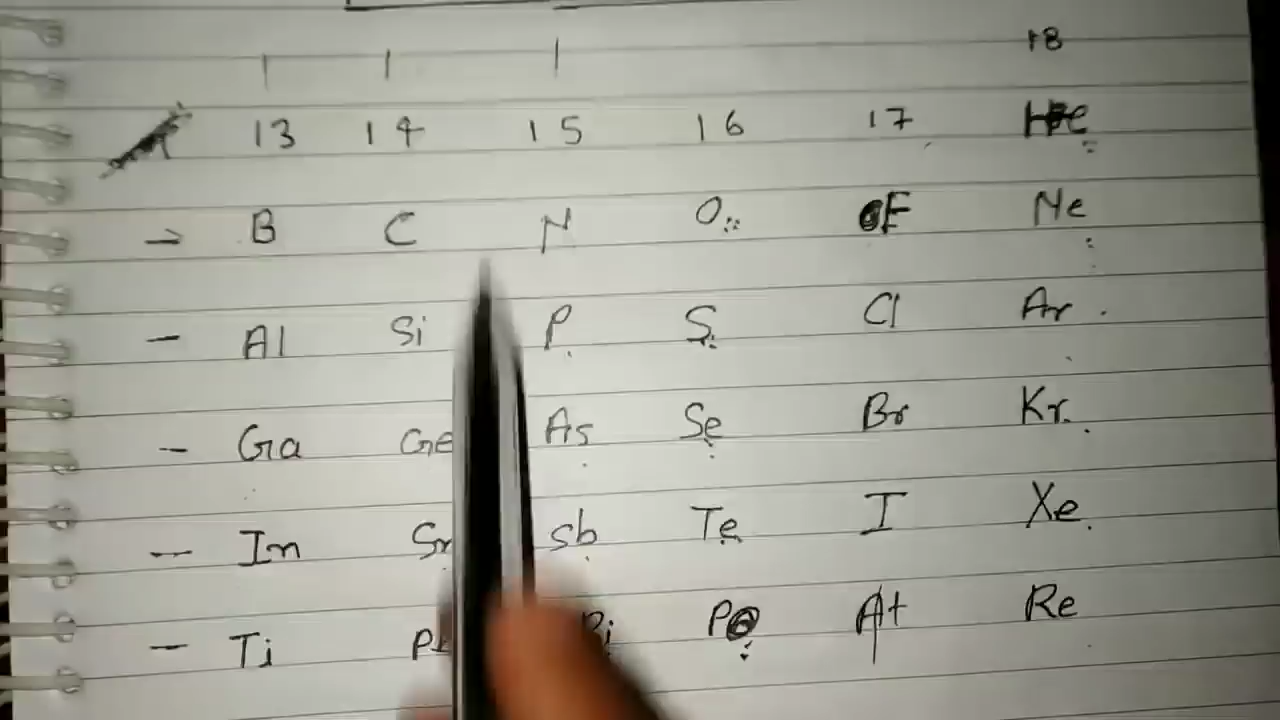 18
13 14 15 16 17 He
B C N O F Ne
Al Si P S Cl Ar
Ga Ge As Se Br Kr
In Sn Sb Te I Xe
Ti At Re